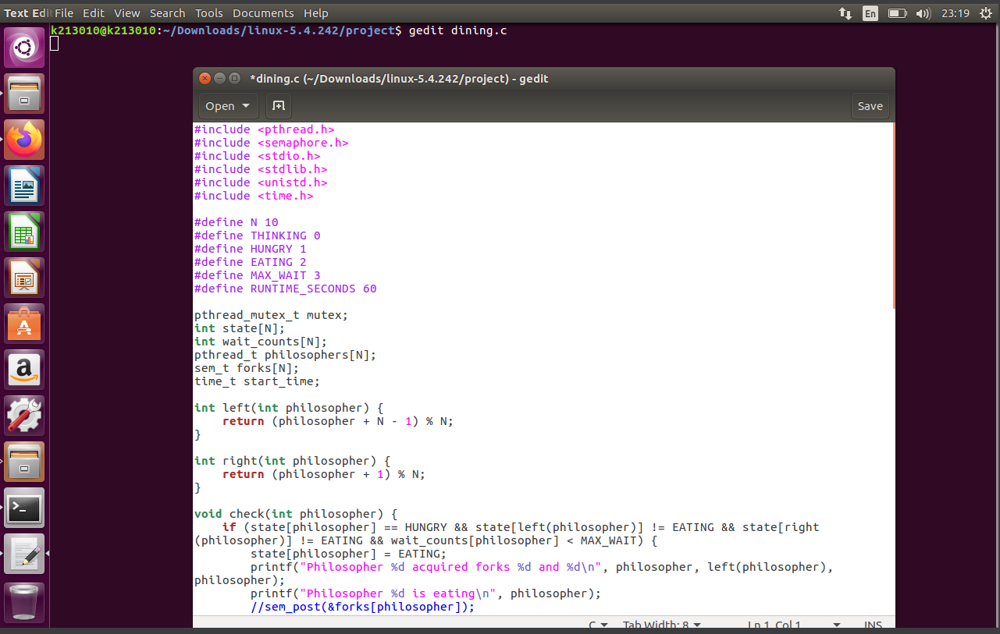 Text Edi File Edit View Search Tools Documents Help En 23:19
k213010@k213010:~/Downloads/linux-5.4.242/project$ gedit dining.c
*dining.c (~/Downloads/linux-5.4.242/project) - gedit
Open Save
#include <pthread.h>
#include <semaphore.h>
#include <stdio.h>
#include <stdlib.h>
#include <unistd.h>
#include <time.h>

#define N 10
#define THINKING 0
#define HUNGRY 1
#define EATING 2
#define MAX_WAIT 3
#define RUNTIME_SECONDS 60

pthread_mutex_t mutex;
int state[N];
int wait_counts[N];
pthread_t philosophers[N];
sem_t forks[N];
time_t start_time;

int left(int philosopher) {
    return (philosopher + N - 1) % N;
}

int right(int philosopher) {
    return (philosopher + 1) % N;
}

void check(int philosopher) {
    if (state[philosopher] == HUNGRY && state[left(philosopher)] != EATING && state[right
(philosopher)] != EATING && wait_counts[philosopher] < MAX_WAIT) {
        state[philosopher] = EATING;
        printf("Philosopher %d acquired forks %d and %d\n", philosopher, left(philosopher),
philosopher);
        printf("Philosopher %d is eating\n", philosopher);
        //sem_post(&forks[philosopher]);
C Tab Width: 8 Ln 1, Col 1 INS